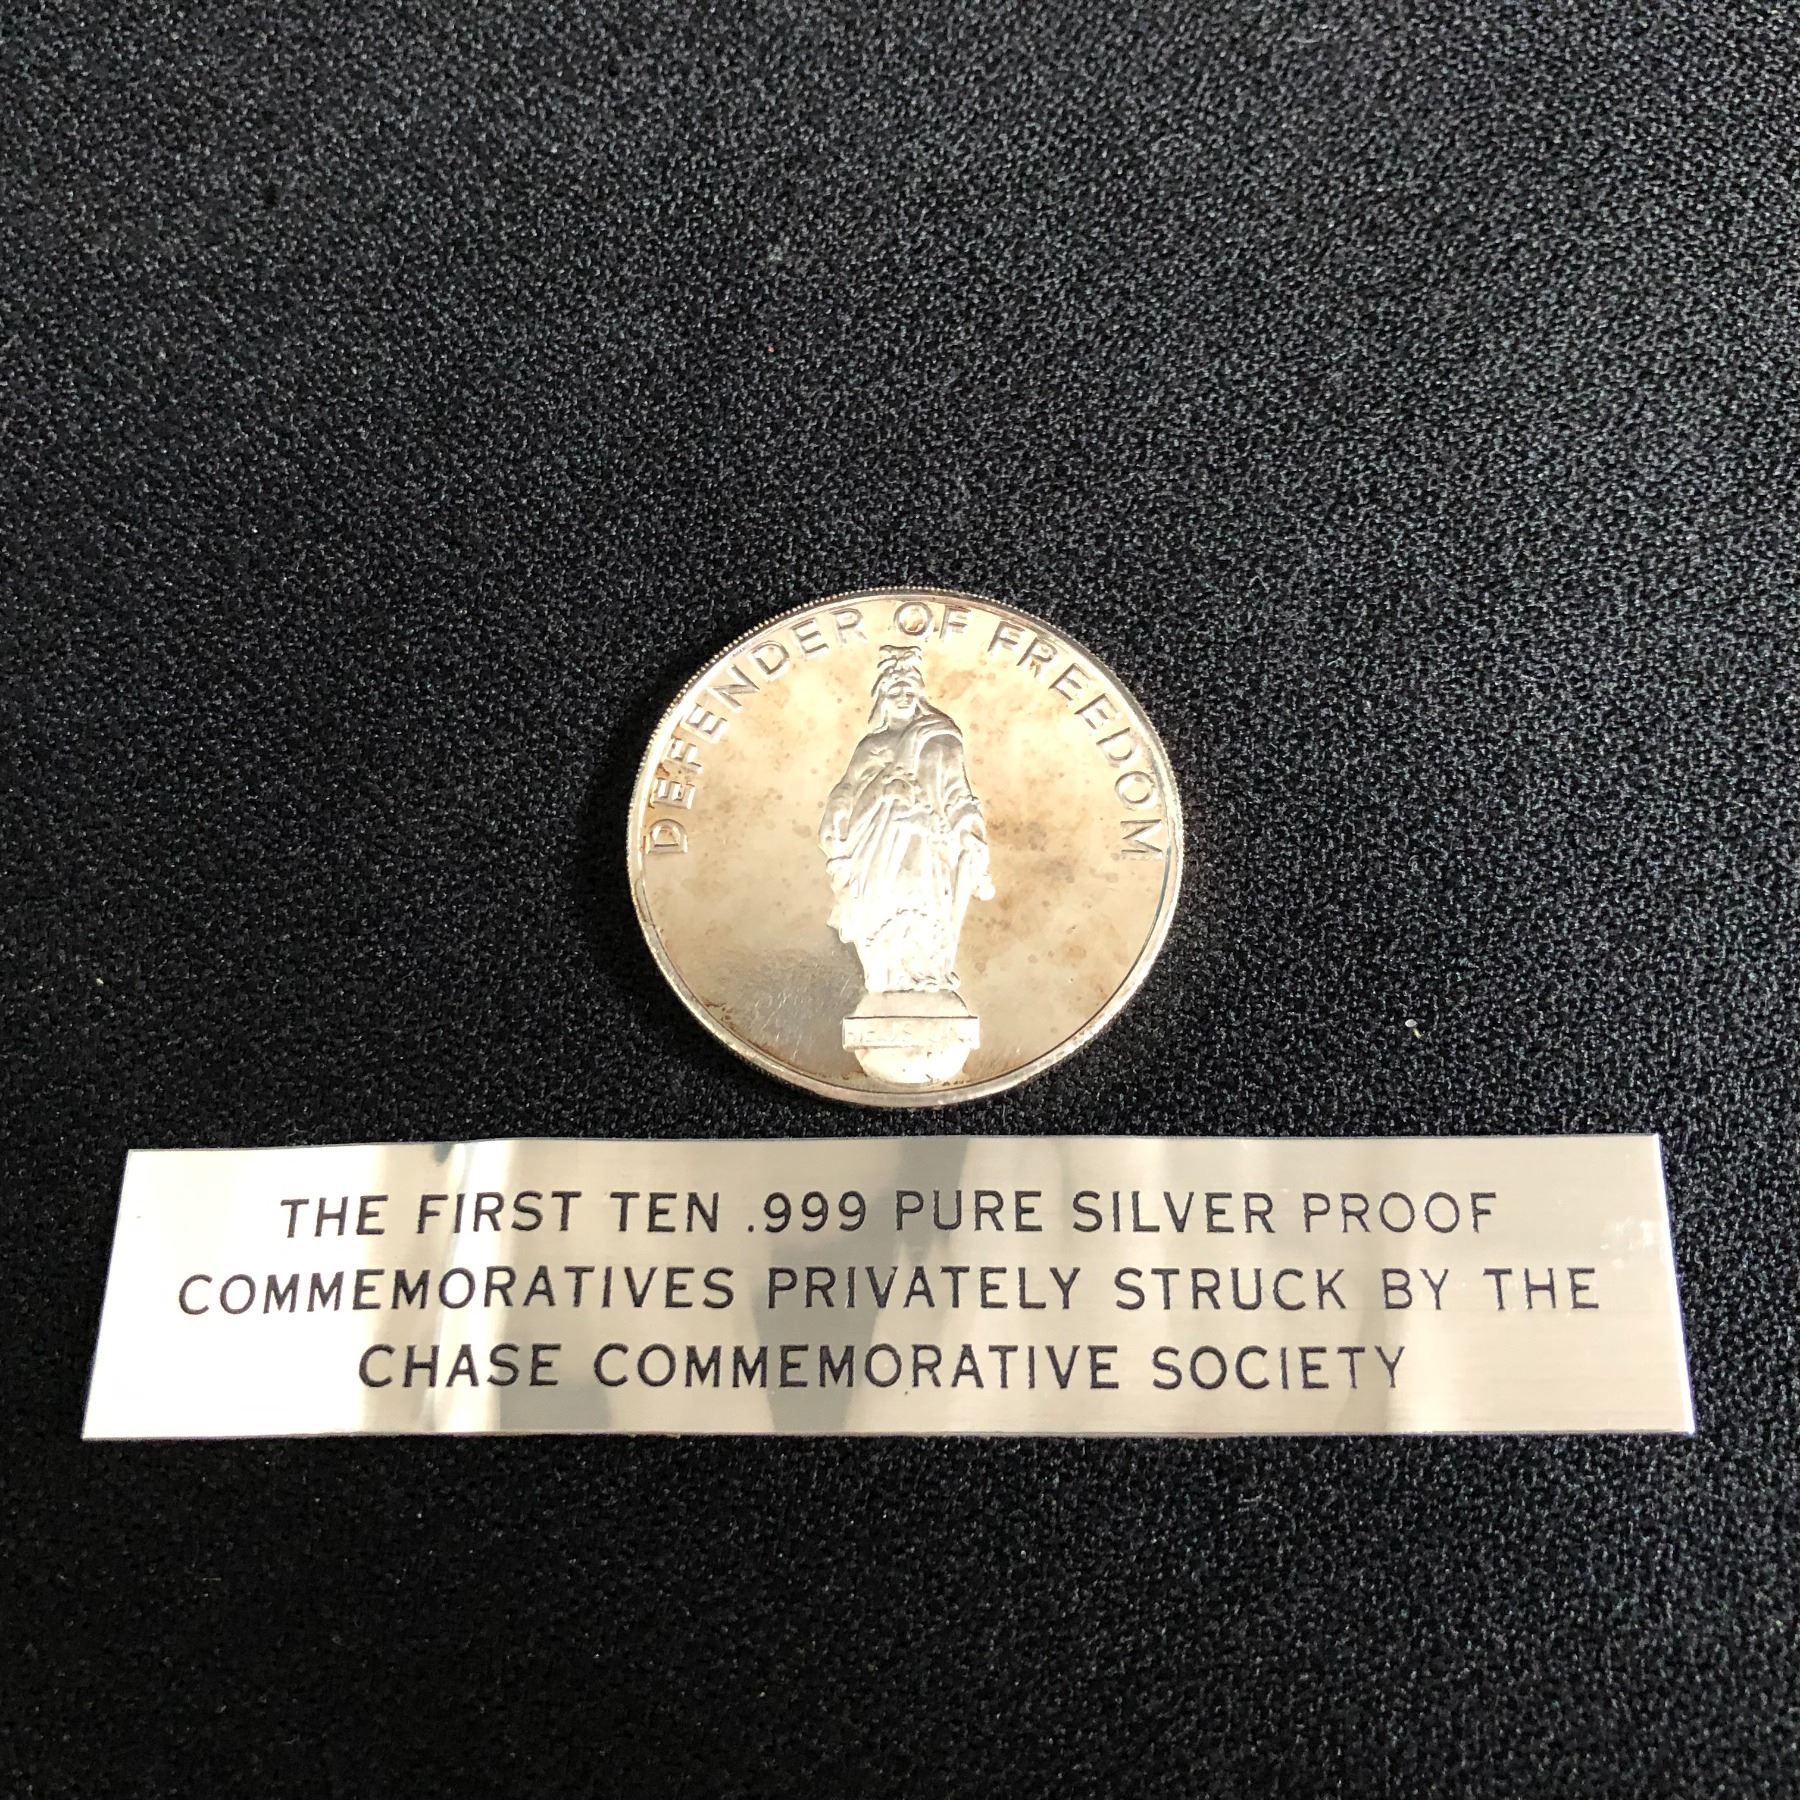 DEFENDER OF FREEDOM
THE FIRST TEN .999 PURE SILVER PROOF
COMMEMORATIVES PRIVATELY STRUCK BY THE
CHASE COMMEMORATIVE SOCIETY